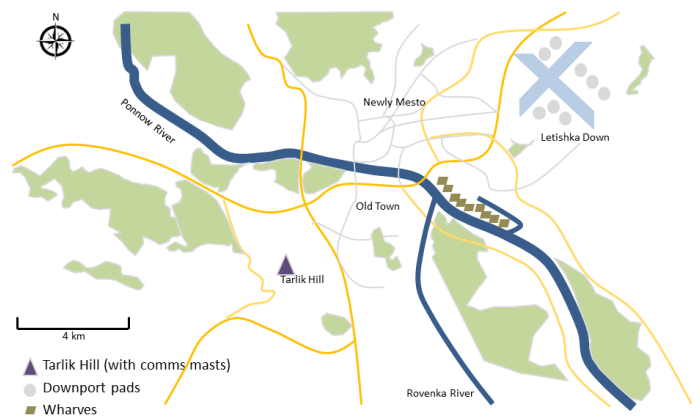 N
Ponnow River
Newly Mesto
Letishka Down
Old Town
Tarlik Hill
4 km
Tarlik Hill (with comms masts)
Downport pads
Wharves
Rovenka River